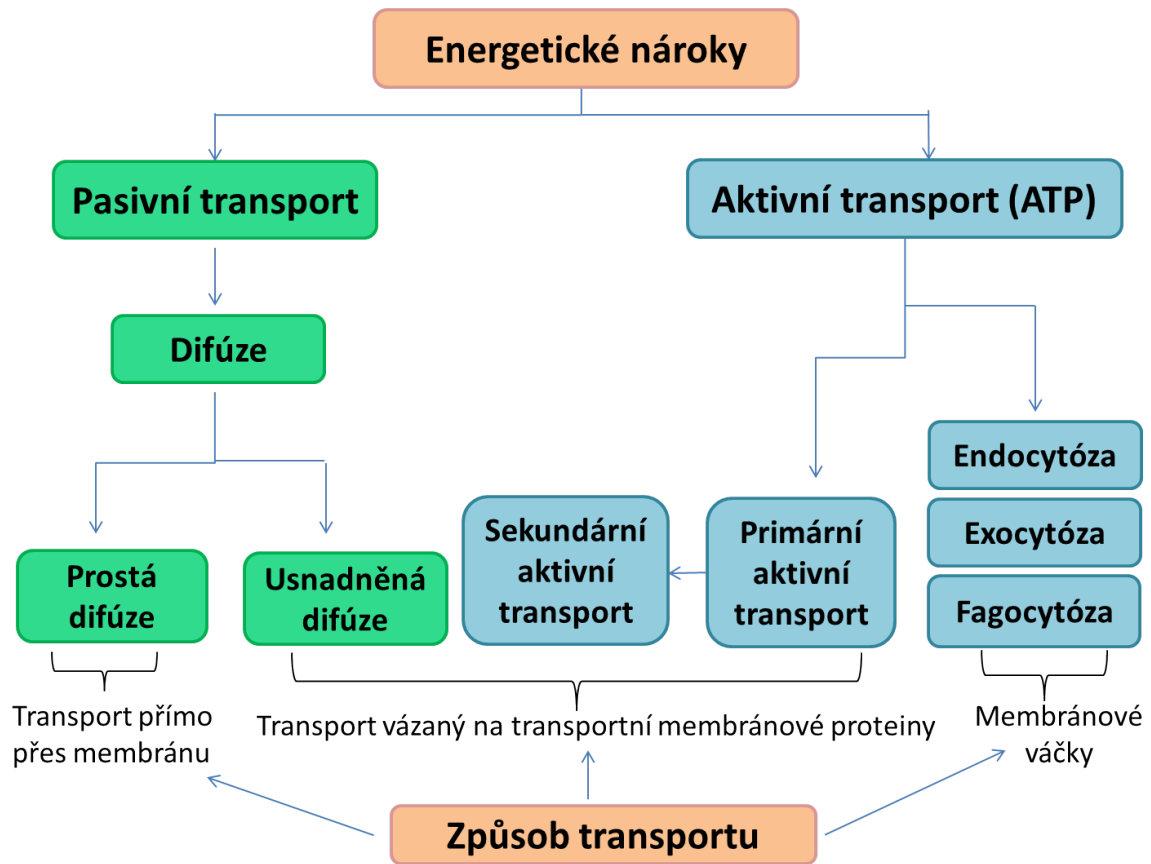 Energetické nároky
Pasivní transport
Aktivní transport (ATP)
Difúze
Endocytóza
Exocytóza
Fagocytóza
Sekundární
aktivní
transport
Primární
aktivní
transport
Prostá
difúze
Usnadněná
difúze
Transport přímo
přes membránu
Transport vázaný na transportní membránové proteiny
Membránové
váčky
Způsob transportu